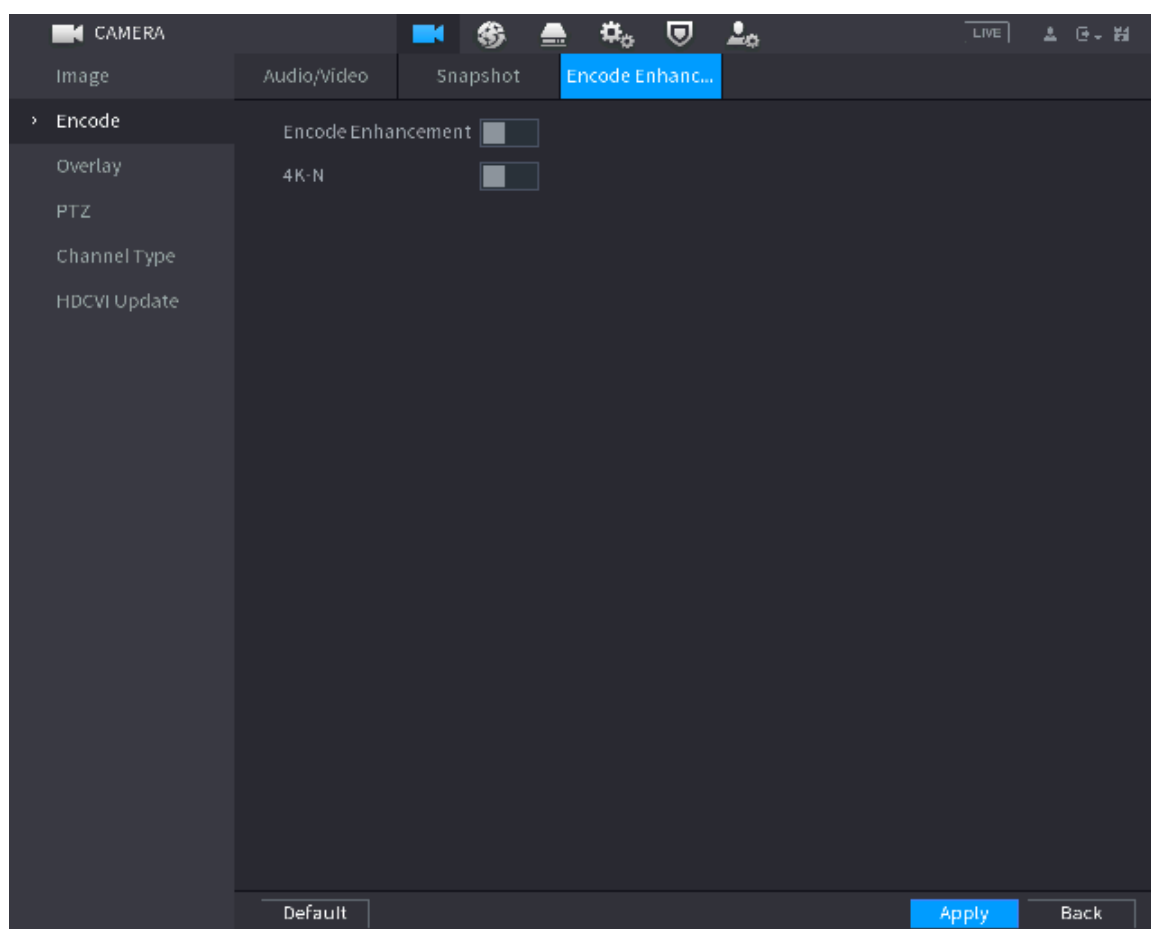 CAMERA
LIVE
Image
Audio/Video
Snapshot
Encode Enhanc...
Encode
Encode Enhancement
Overlay
4K-N
PTZ
Channel Type
HDCVI Update
Default
Apply
Back